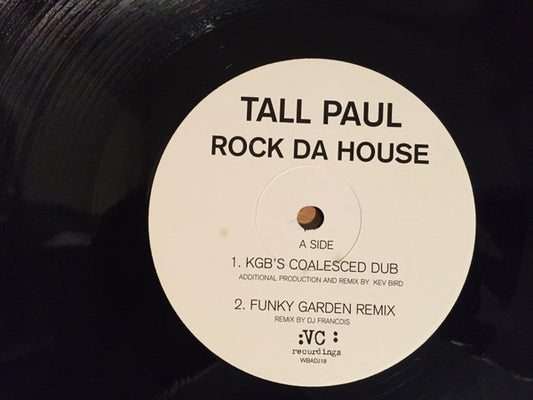 TALL PAUL
ROCK DA HOUSE
A SIDE
1. KGB'S COALESCED DUB
ADDITIONAL PRODUCTION AND REMIX BY KEV BIRD
2. FUNKY GARDEN REMIX
REMIX BY DJ FRANCOIS
:VC :
recordings
WBADJ18